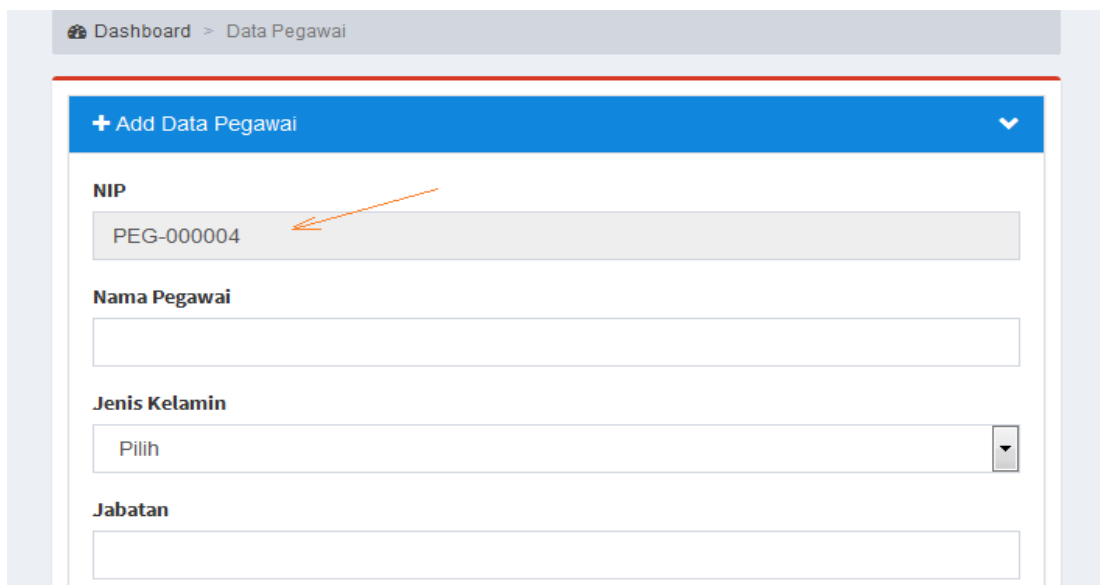 Dashboard > Data Pegawai
Add Data Pegawai
NIP
PEG-000004
Nama Pegawai
Jenis Kelamin
Pilih
Jabatan